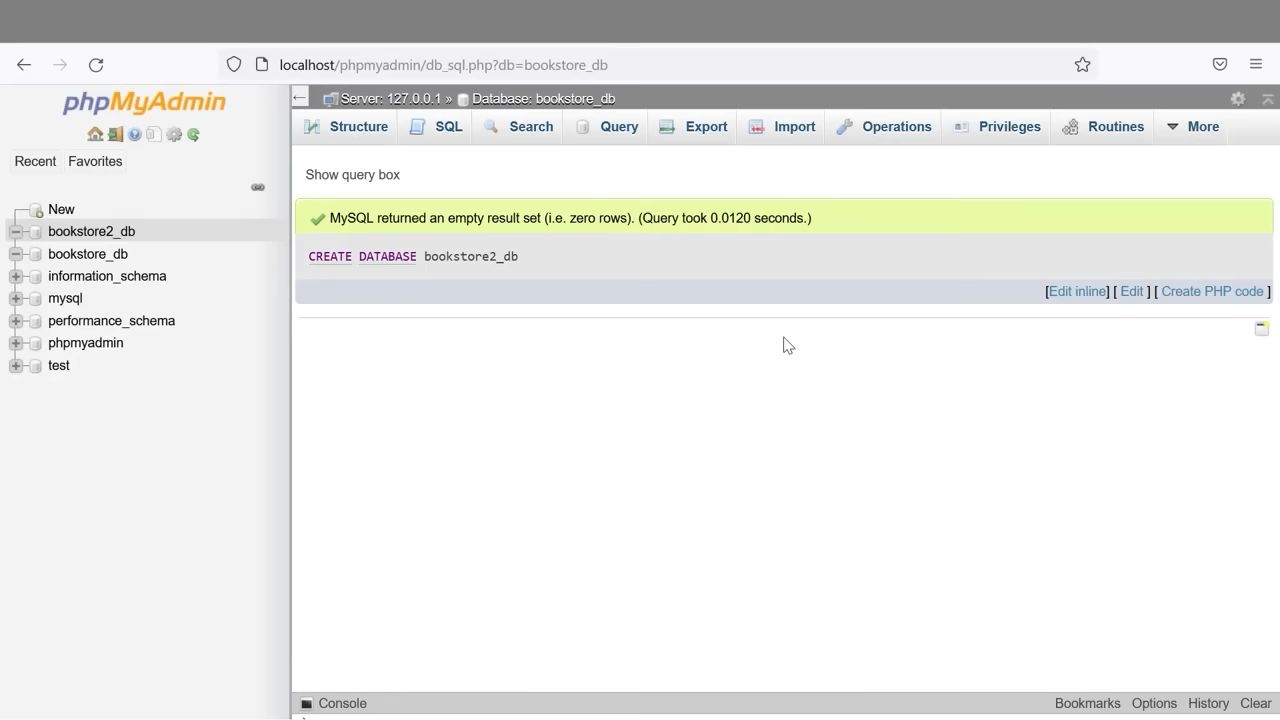 localhost/phpmyadmin/db_sql.php?db=bookstore_db
phpMyAdmin
Recent Favorites
New
bookstore2_db
bookstore_db
information_schema
mysql
performance_schema
phpmyadmin
test
Server: 127.0.0.1 » Database: bookstore_db
Structure SQL Search Query Export Import Operations Privileges Routines More
Show query box
MySQL returned an empty result set (i.e. zero rows). (Query took 0.0120 seconds.)
CREATE DATABASE bookstore2_db
[Edit inline] [ Edit ] [ Create PHP code ]
Console Bookmarks Options History Clear